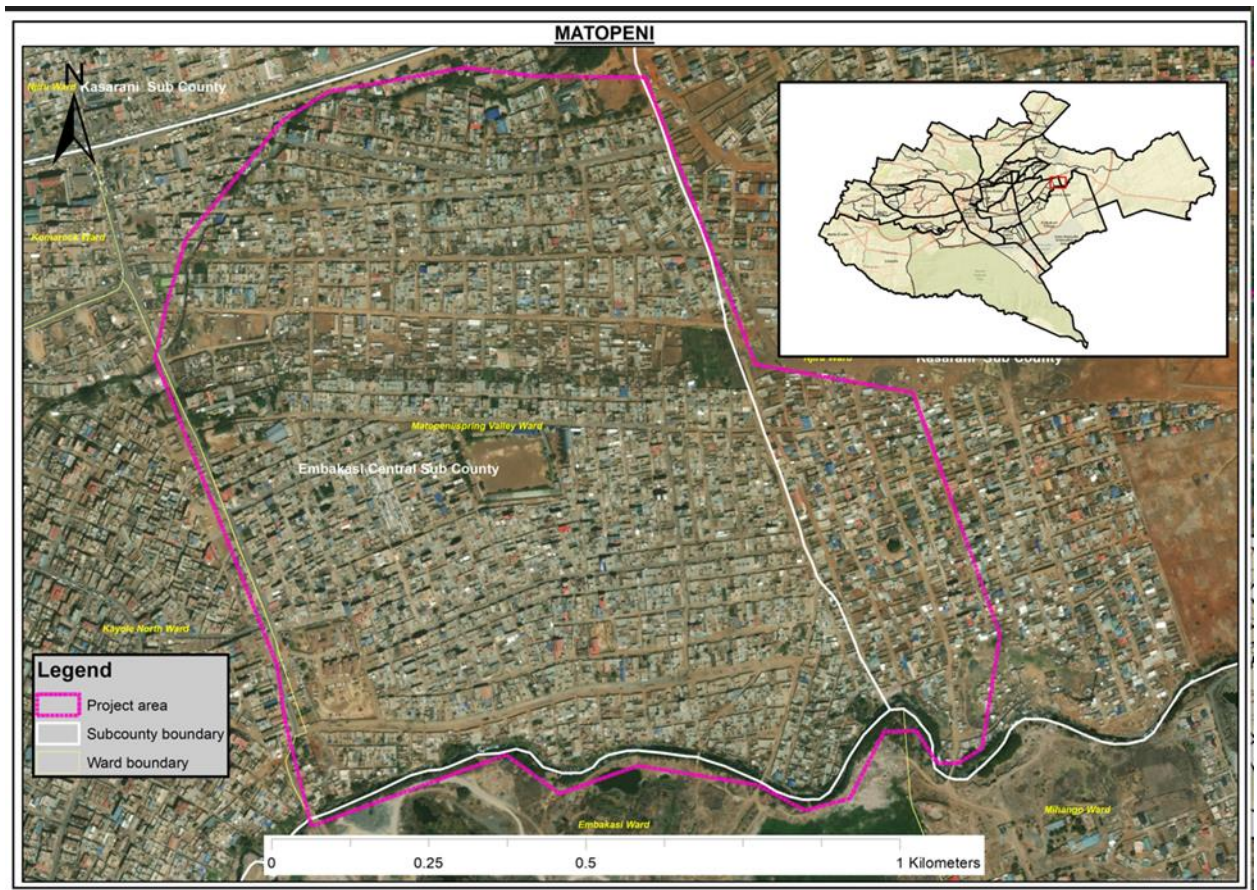 MATOPENI
N
Njiru Ward
Kasarani Sub County
Komarock Ward
Njiru Ward
Kasarani Sub County
Matopeni/spring Valley Ward
Embakasi Central Sub County
Kayole North Ward
Legend
Project area
Subcounty boundary
Ward boundary
Embakasi Ward
Mihango Ward
0 0.25 0.5 1 Kilometers